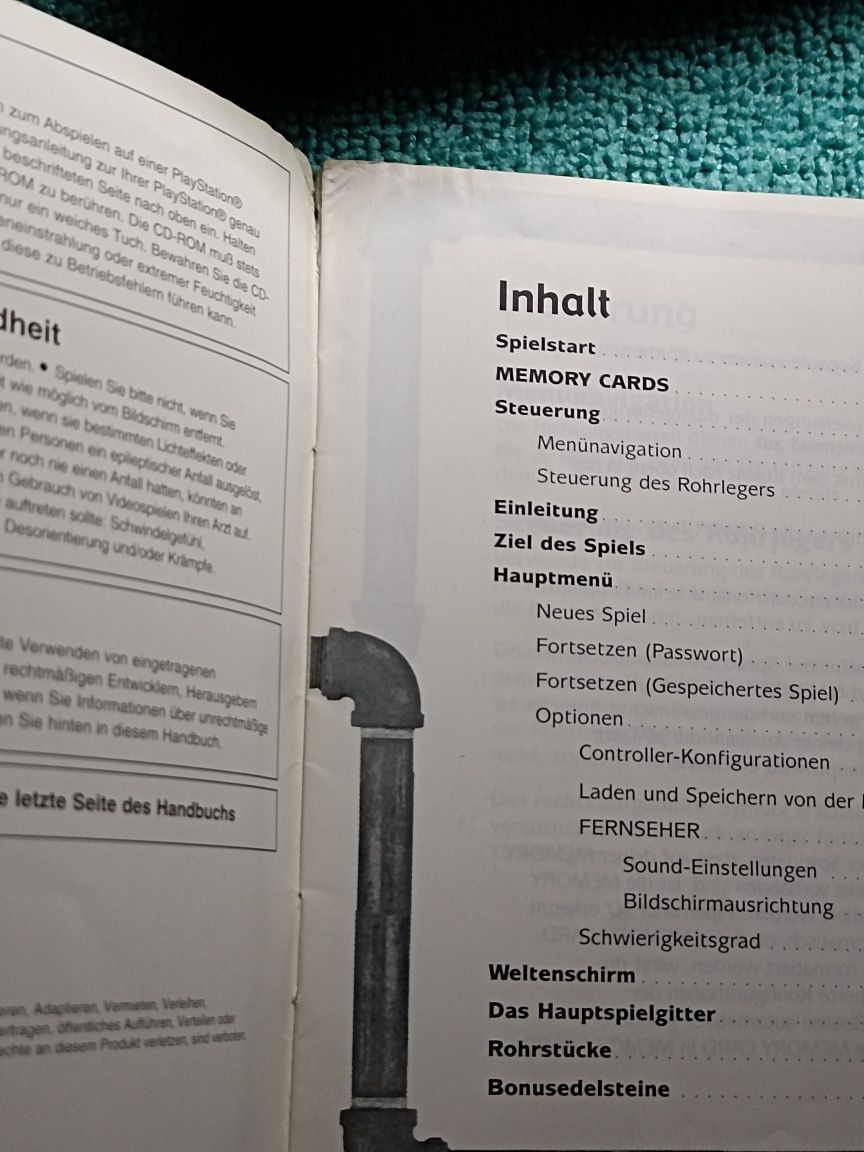 zum Abspielen auf einer PlayStation®
ungsanleitung zur Ihrer PlayStation® genau
beschrifteten Seite nach oben ein. Halten
ROM zu berühren. Die CD-ROM muß stets
nur ein weiches Tuch. Bewahren Sie die CD-
eneinstrahlung oder extremer Feuchtigkeit
diese zu Betriebsfehlern führen kann.
dheit
rden. • Spielen Sie bitte nicht, wenn Sie
t wie möglich vom Bildschirm entfernt.
en, wenn sie bestimmten Lichteffekten oder
en Personen ein epileptischer Anfall ausgelöst,
r noch nie einen Anfall hatten, könnten an
Gebrauch von Videospielen Ihren Arzt auf.
auftreten sollte: Schwindelgefühl,
Desorientierung und/oder Krämpfe.
te Verwenden von eingetragenen
rechtmäßigen Entwicklern, Herausgebern
wenn Sie Informationen über unrechtmäßige
en Sie hinten in diesem Handbuch.
e letzte Seite des Handbuchs
eren, Adaptieren, Vermieten, Verleihen,
ertragen, öffentliches Aufführen, Verteilen oder
echte an diesem Produkt verletzen, sind verboten.
Inhalt
Spielstart
MEMORY CARDS
Steuerung
Menünavigation
Steuerung des Rohrlegers
Einleitung
Ziel des Spiels
Hauptmenü
Neues Spiel
Fortsetzen (Passwort)
Fortsetzen (Gespeichertes Spiel)
Optionen
Controller-Konfigurationen
Laden und Speichern von der
FERNSEHER
Sound-Einstellungen
Bildschirmausrichtung
Schwierigkeitsgrad
Weltenschirm
Das Hauptspielgitter
Rohrstücke
Bonusedelsteine